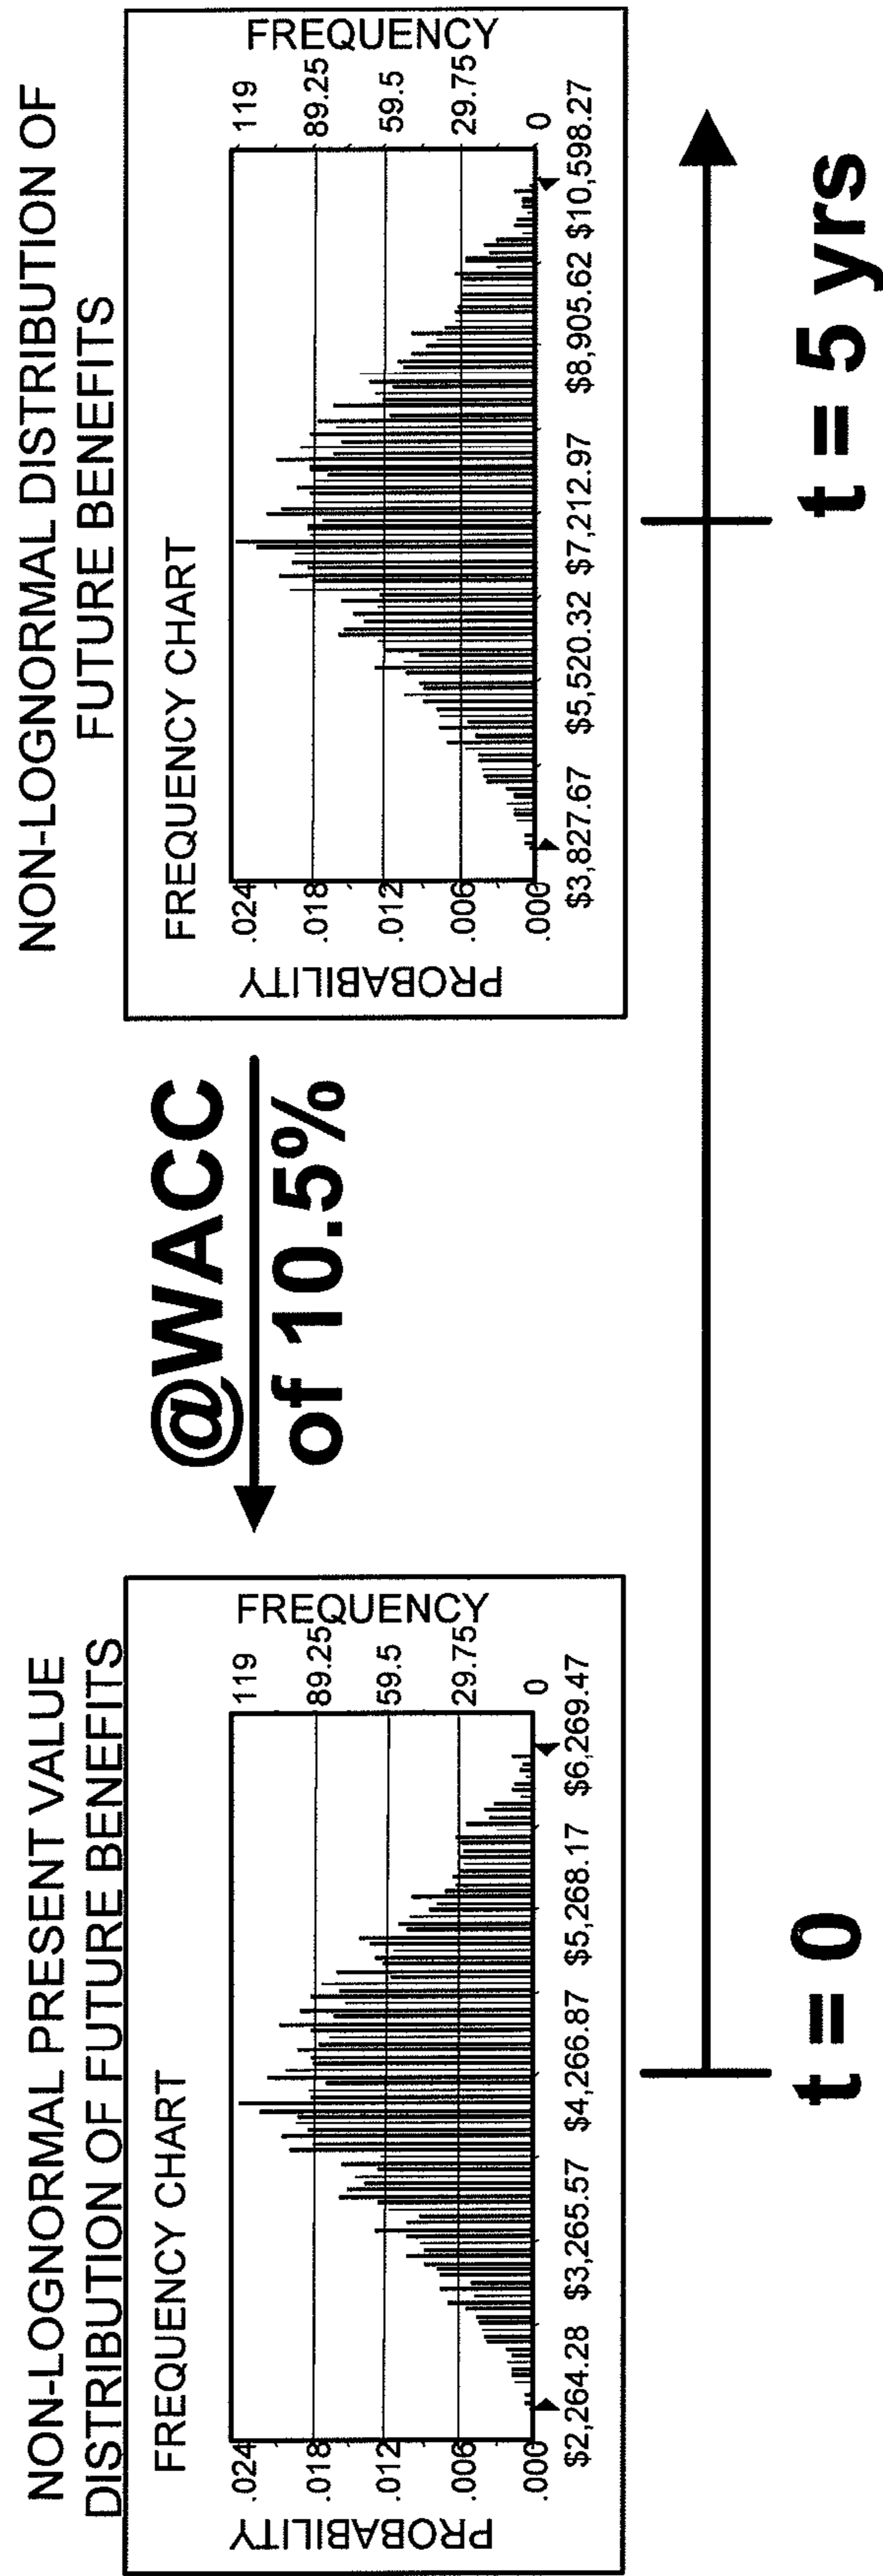 NON-LOGNORMAL PRESENT VALUE
DISTRIBUTION OF FUTURE BENEFITS
FREQUENCY CHART
PROBABILITY
.024
.018
.012
.006
.000
FREQUENCY
119
89.25
59.5
29.75
0
$2,264.28
$3,265.57
$4,266.87
$5,268.17
$6,269.47
@WACC
of 10.5%
NON-LOGNORMAL DISTRIBUTION OF
FUTURE BENEFITS
FREQUENCY CHART
PROBABILITY
.024
.018
.012
.006
.000
FREQUENCY
119
89.25
59.5
29.75
0
$3,827.67
$5,520.32
$7,212.97
$8,905.62
$10,598.27
t = 0
t = 5 yrs